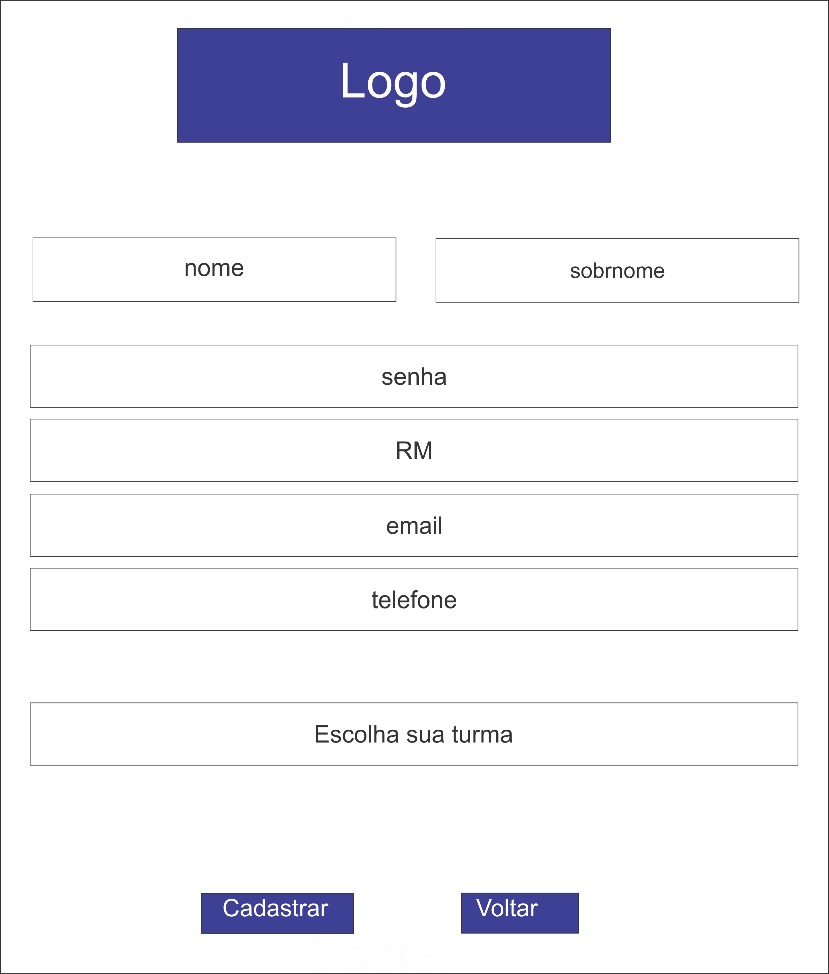 Logo
nome
sobrnome
senha
RM
email
telefone
Escolha sua turma
Cadastrar
Voltar